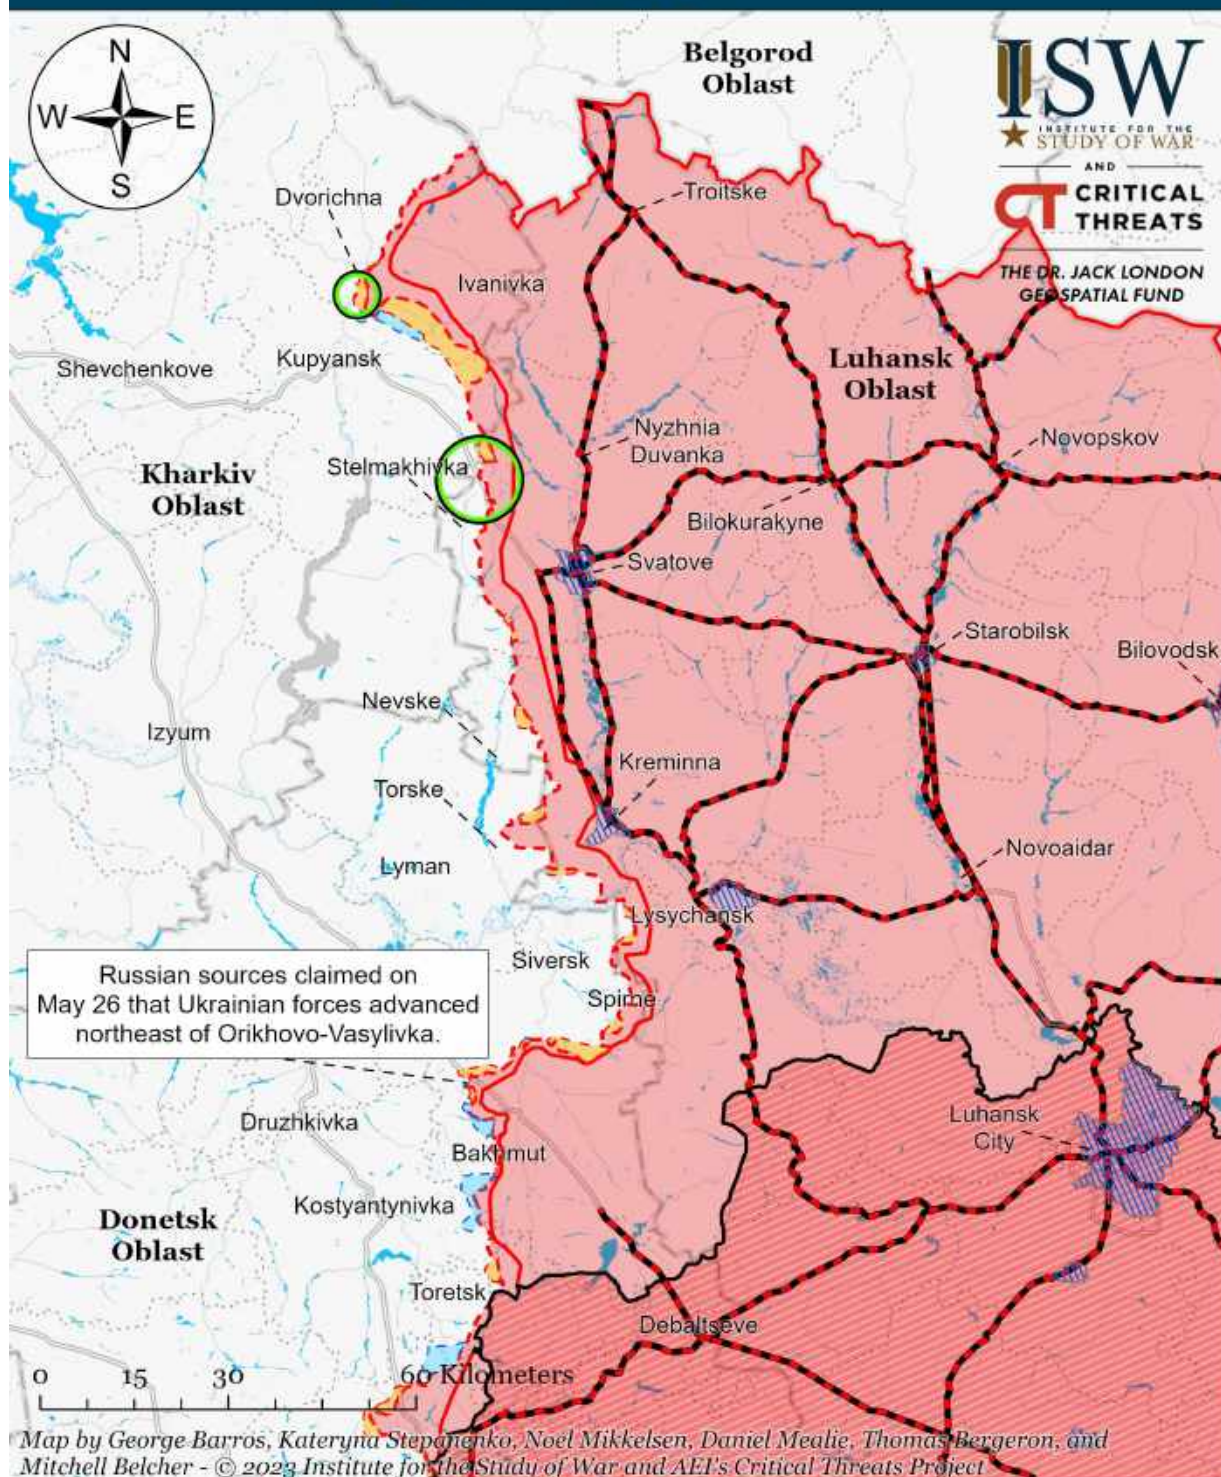 N
W
E
S
Belgorod
Oblast
ISW
INSTITUTE FOR THE
STUDY OF WAR
AND
CT CRITICAL
THREATS
THE DR. JACK LONDON
GEOSPATIAL FUND
Dvorichna
Troitske
Ivanivka
Shevchenkove
Kupyansk
Luhansk
Oblast
Kharkiv
Oblast
Stelmakhivka
Nyzhnia
Duvanka
Novopskov
Bilokurakyne
Svatove
Starobilsk
Bilovodsk
Nevske
Izyum
Kreminna
Torske
Lyman
Novoaidar
Lysychansk
Siversk
Spirne
Russian sources claimed on
May 26 that Ukrainian forces advanced
northeast of Orikhovo-Vasylivka.
Druzhkivka
Luhansk
City
Bakhmut
Kostyantynivka
Donetsk
Oblast
Toretsk
Debaltseve
0 15 30 60 Kilometers
Map by George Barros, Kateryna Stepanenko, Noel Mikkelsen, Daniel Mealie, Thomas Bergeron, and
Mitchell Belcher - © 2023 Institute for the Study of War and AEI's Critical Threats Project